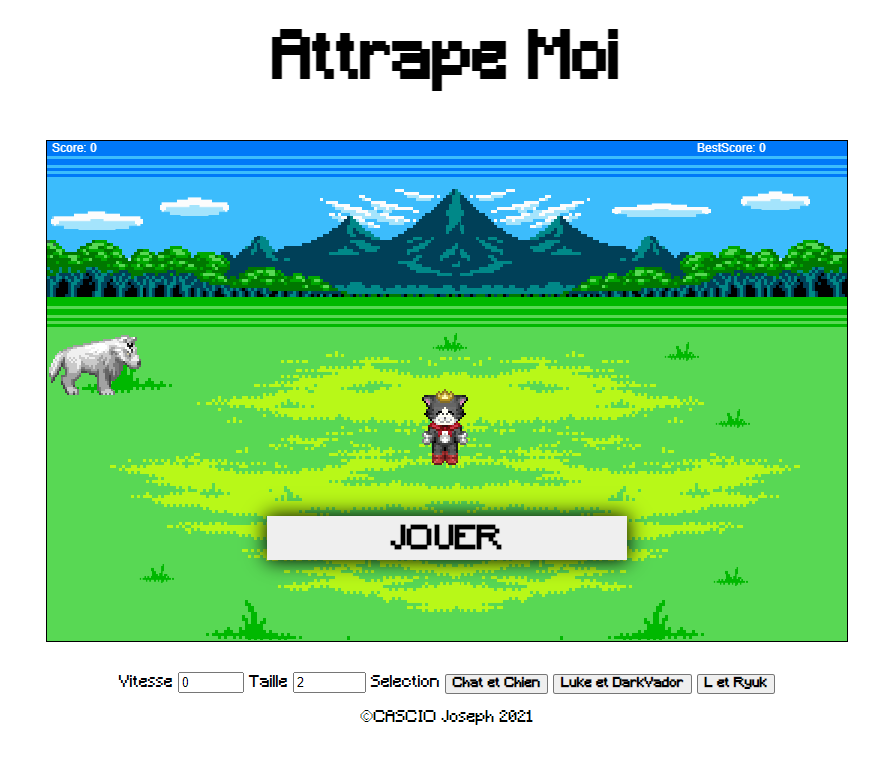 Attrape Moi
Score: 0 BestScore: 0
JOUER
Vitesse 0 Taille 2 Selection Chat et Chien Luke et DarkVador L et Ryuk
©CASCIO Joseph 2021